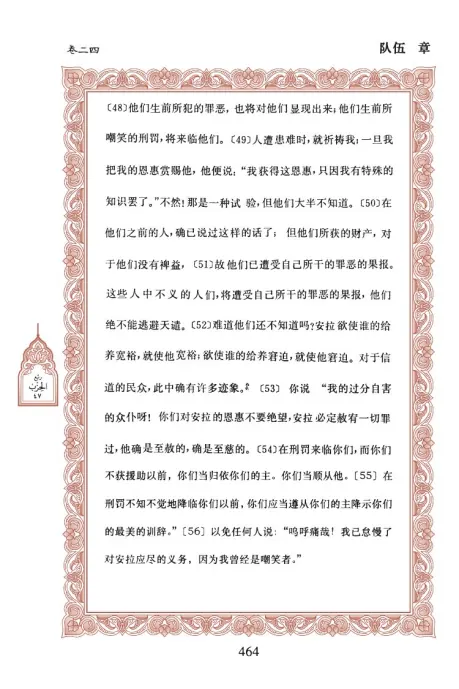 卷二四
队伍 章
〔48〕他们生前所犯的罪恶，也将对他们显现出来；他们生前所
嘲笑的刑罚，将来临他们。〔49〕人遭患难时，就祈祷我；一旦我
把我的恩惠赏赐他，他便说：“我获得这恩惠，只因我有特殊的
知识罢了。”不然！那是一种试 验，但他们大半不知道。〔50〕在
他们之前的人，确已说过这样的话了； 但他们所获的财产，对
于他们没有裨益，〔51〕故他们已遭受自己所干的罪恶的果报。
这些人中不义的人们，将遭受自己所干的罪恶的果报，他们
绝不能逃避天谴。〔52〕难道他们还不知道吗？安拉欲使谁的给
养宽裕，就使他宽裕；欲使谁的给养窘迫，就使他窘迫。对于信
道的民众，此中确有许多迹象。〔53〕 你说 “我的过分自害
的众仆呀！ 你们对安拉的恩惠不要绝望，安拉必定赦有一切罪
过，他确是至赦的，确是至慈的。〔54〕在刑罚来临你们，而你们
不获援助以前，你们当归依你们的主。你们当顺从他。〔55〕在
刑罚不知不觉地降临你们以前，你们应当遵从你们的主降示你们
的最美的训辞。”〔56〕以免任何人说：“呜呼痛哉！我已怠慢了
对安拉应尽的义务，因为我曾经是嘲笑者。”
ربع
الحزب
٤٧
464